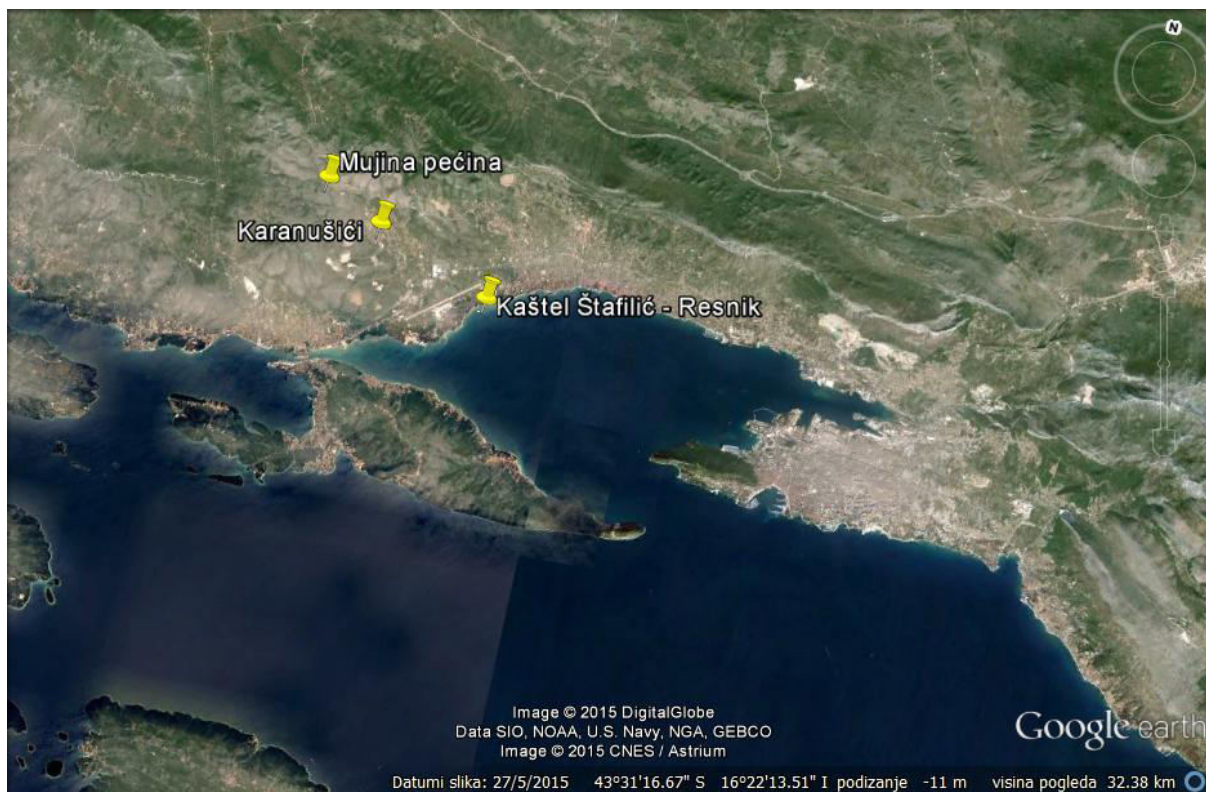 N
Mujina pećina
Karanušići
Kaštel Štafilić - Resnik
Image © 2015 DigitalGlobe
Data SIO, NOAA, U.S. Navy, NGA, GEBCO
Image © 2015 CNES / Astrium
Google earth
Datumi slika: 27/5/2015 43°31'16.67" S 16°22'13.51" I podizanje -11 m visina pogleda 32.38 km